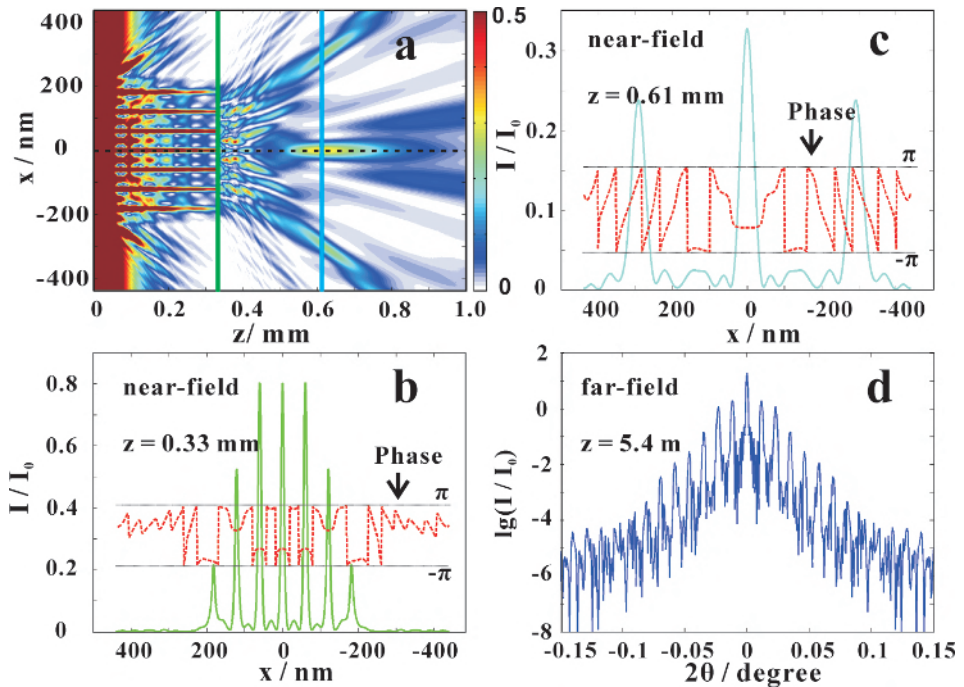 a
x / nm
400
200
0
-200
-400
0
0.2
0.4
0.6
0.8
1.0
z/ mm
0.5
0
I / I0
c
near-field
z = 0.61 mm
Phase
π
-π
0.3
0.2
0.1
0
400
200
0
-200
-400
x / nm
b
near-field
z = 0.33 mm
Phase
π
-π
I / I0
0.8
0.6
0.4
0.2
0
400
200
0
-200
-400
x / nm
d
far-field
z = 5.4 m
lg(I / I0)
2
0
-2
-4
-6
-8
-0.15
-0.1
-0.05
0
0.05
0.1
0.15
2θ / degree